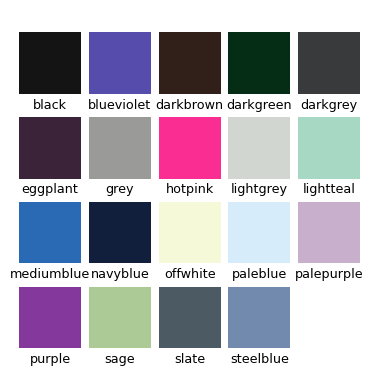 black blueviolet darkbrown darkgreen darkgrey
eggplant grey hotpink lightgrey lightteal
mediumblue navyblue offwhite paleblue palepurple
purple sage slate steelblue